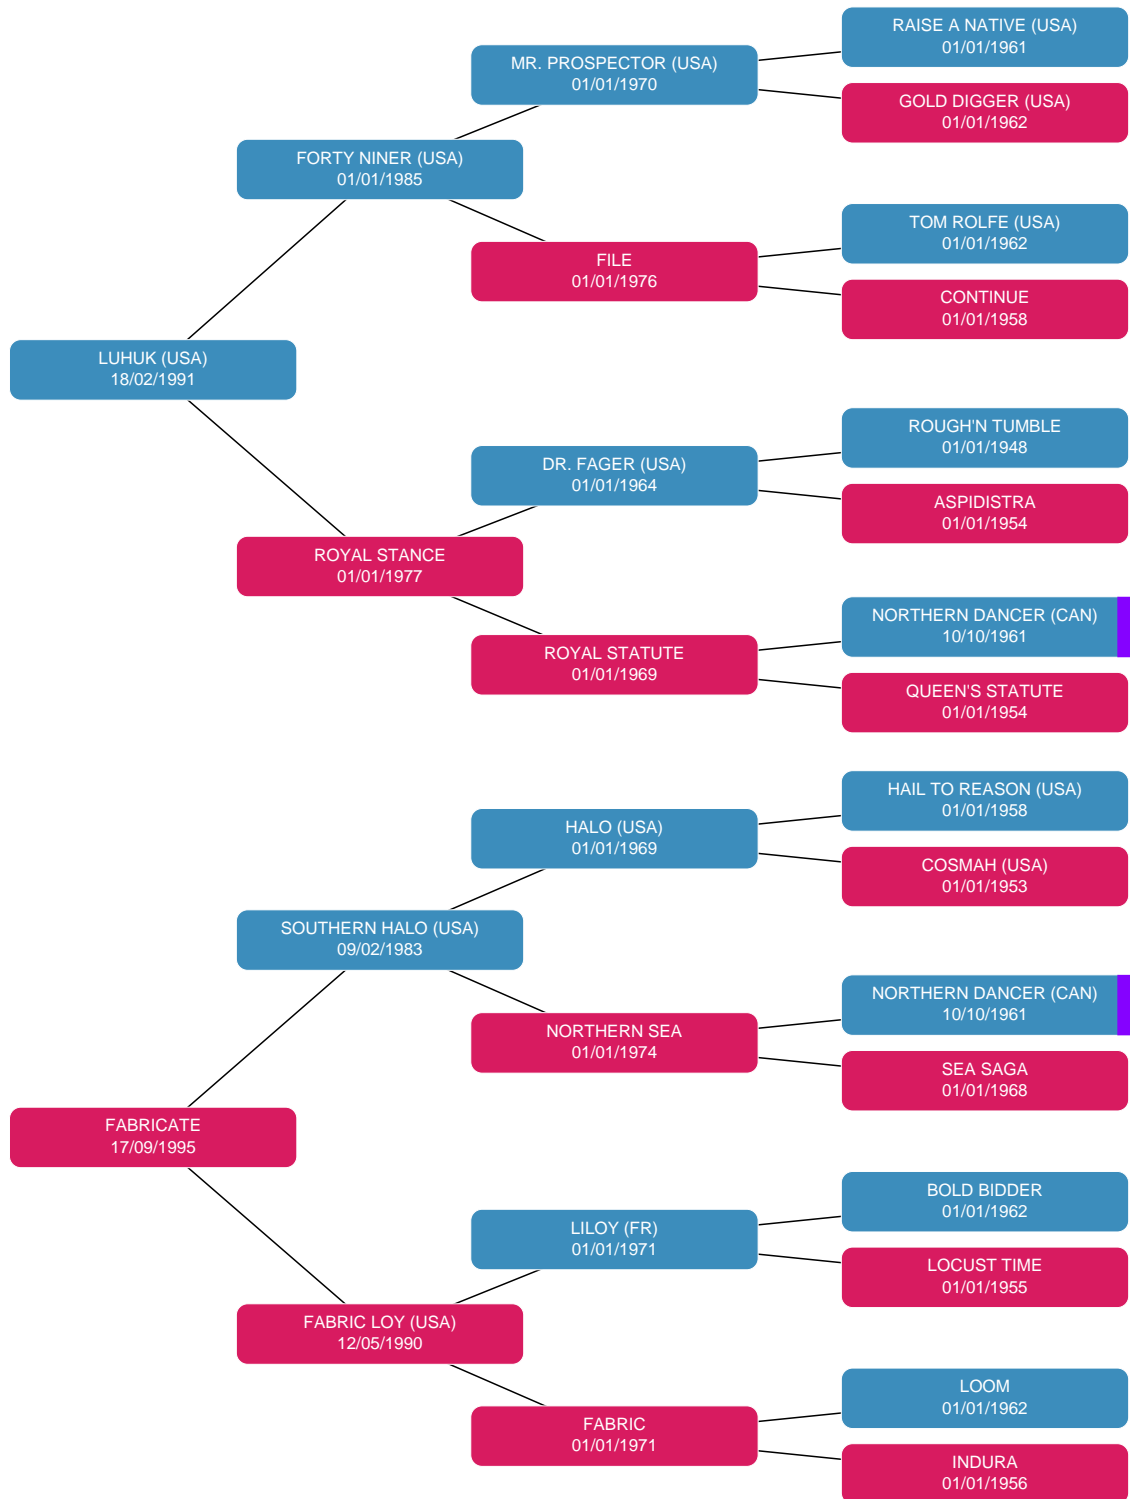 RAISE A NATIVE (USA)
01/01/1961
MR. PROSPECTOR (USA)
01/01/1970
GOLD DIGGER (USA)
01/01/1962
FORTY NINER (USA)
01/01/1985
TOM ROLFE (USA)
01/01/1962
FILE
01/01/1976
CONTINUE
01/01/1958
LUHUK (USA)
18/02/1991
ROUGH'N TUMBLE
01/01/1948
DR. FAGER (USA)
01/01/1964
ASPIDISTRA
01/01/1954
ROYAL STANCE
01/01/1977
NORTHERN DANCER (CAN)
10/10/1961
ROYAL STATUTE
01/01/1969
QUEEN'S STATUTE
01/01/1954
HAIL TO REASON (USA)
01/01/1958
HALO (USA)
01/01/1969
COSMAH (USA)
01/01/1953
SOUTHERN HALO (USA)
09/02/1983
NORTHERN DANCER (CAN)
10/10/1961
NORTHERN SEA
01/01/1974
SEA SAGA
01/01/1968
FABRICATE
17/09/1995
BOLD BIDDER
01/01/1962
LILOY (FR)
01/01/1971
LOCUST TIME
01/01/1955
FABRIC LOY (USA)
12/05/1990
LOOM
01/01/1962
FABRIC
01/01/1971
INDURA
01/01/1956